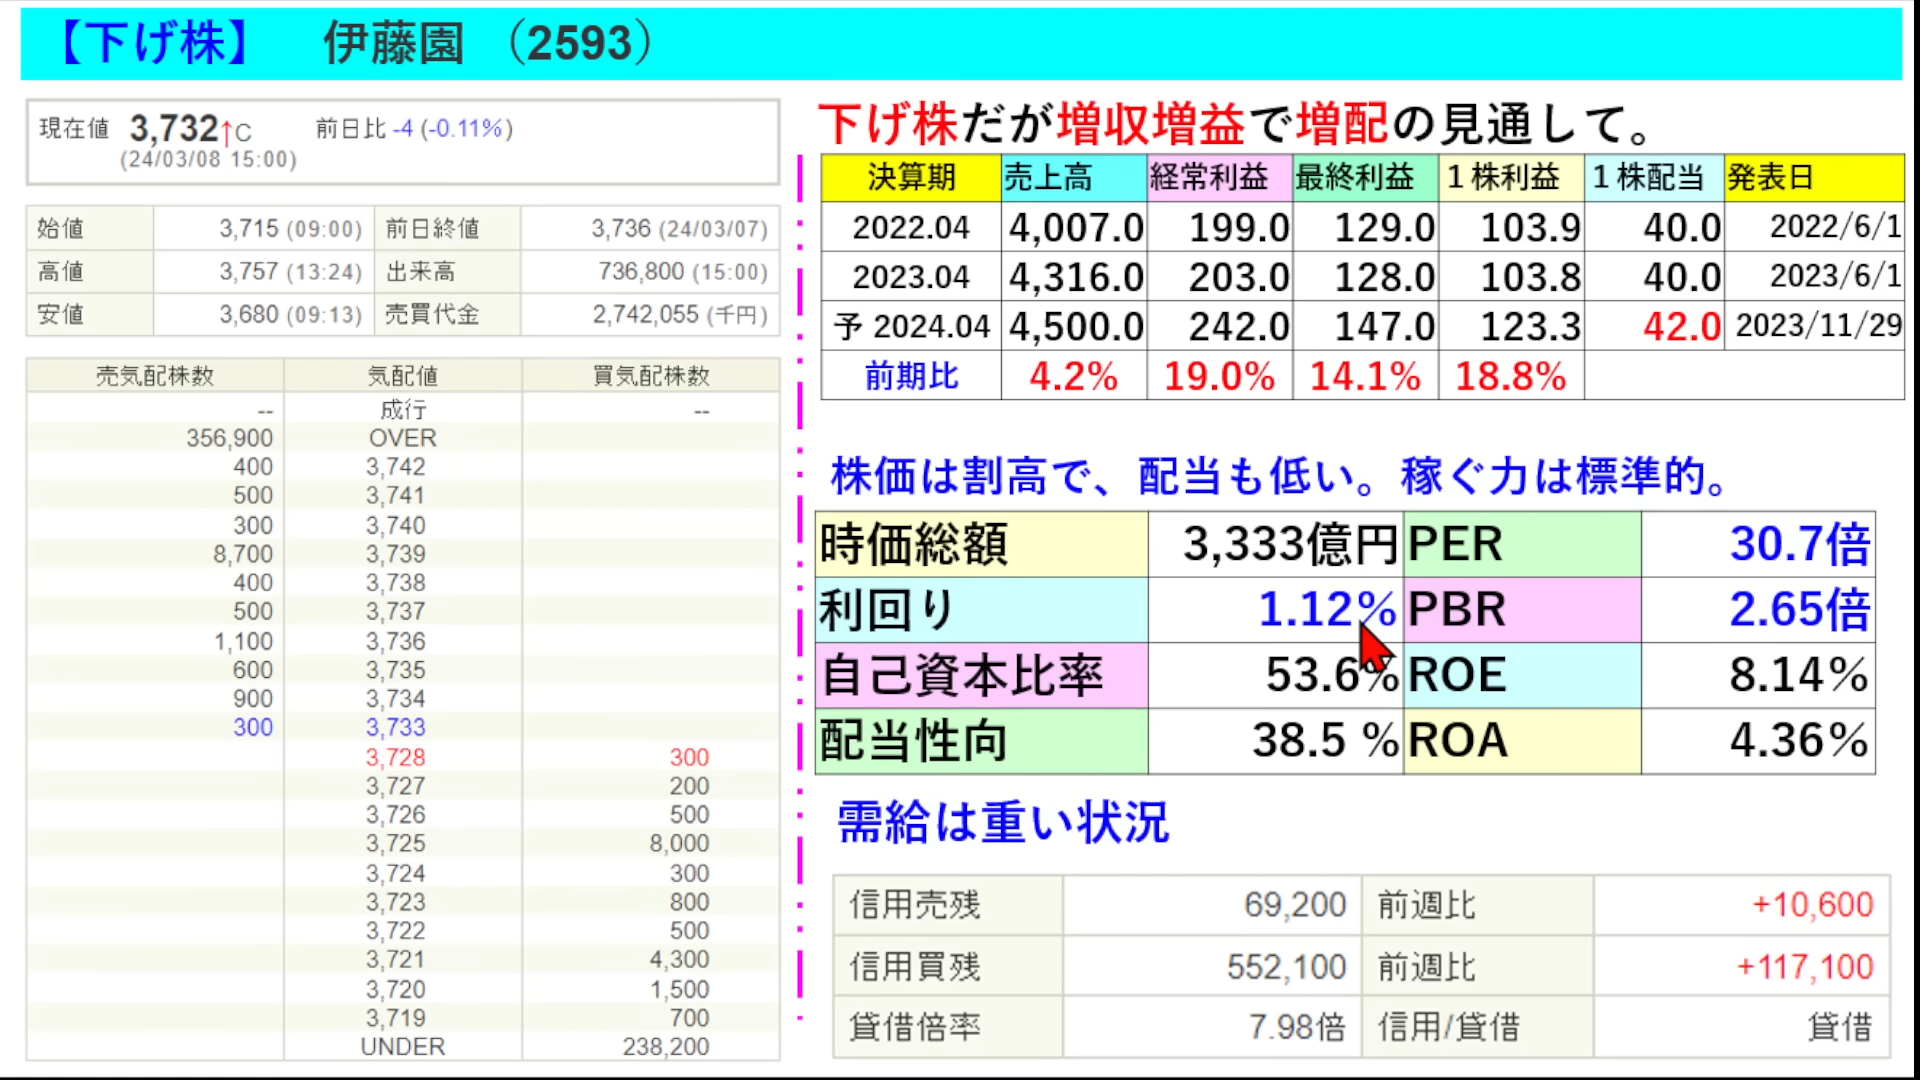 【下げ株】 伊藤園 （2593）
現在値 3,732↑C 前日比 -4 (-0.11%)
(24/03/08 15:00)
始値 3,715 (09:00) 前日終値 3,736 (24/03/07)
高値 3,757 (13:24) 出来高 736,800 (15:00)
安値 3,680 (09:13) 売買代金 2,742,055 (千円)
売気配株数 気配値 買気配株数
-- 成行 --
356,900 OVER
400 3,742
500 3,741
300 3,740
8,700 3,739
400 3,738
500 3,737
1,100 3,736
600 3,735
900 3,734
300 3,733
3,728 300
3,727 200
3,726 500
3,725 8,000
3,724 300
3,723 800
3,722 500
3,721 4,300
3,720 1,500
3,719 700
UNDER 238,200
下げ株だが増収増益で増配の見通して。
決算期 売上高 経常利益 最終利益 1株利益 1株配当 発表日
2022.04 4,007.0 199.0 129.0 103.9 40.0 2022/6/1
2023.04 4,316.0 203.0 128.0 103.8 40.0 2023/6/1
予 2024.04 4,500.0 242.0 147.0 123.3 42.0 2023/11/29
前期比 4.2% 19.0% 14.1% 18.8%
株価は割高で、配当も低い。稼ぐ力は標準的。
時価総額 3,333億円 PER 30.7倍
利回り 1.12% PBR 2.65倍
自己資本比率 53.6% ROE 8.14%
配当性向 38.5 % ROA 4.36%
需給は重い状況
信用売残 69,200 前週比 +10,600
信用買残 552,100 前週比 +117,100
貸借倍率 7.98倍 信用/貸借 貸借